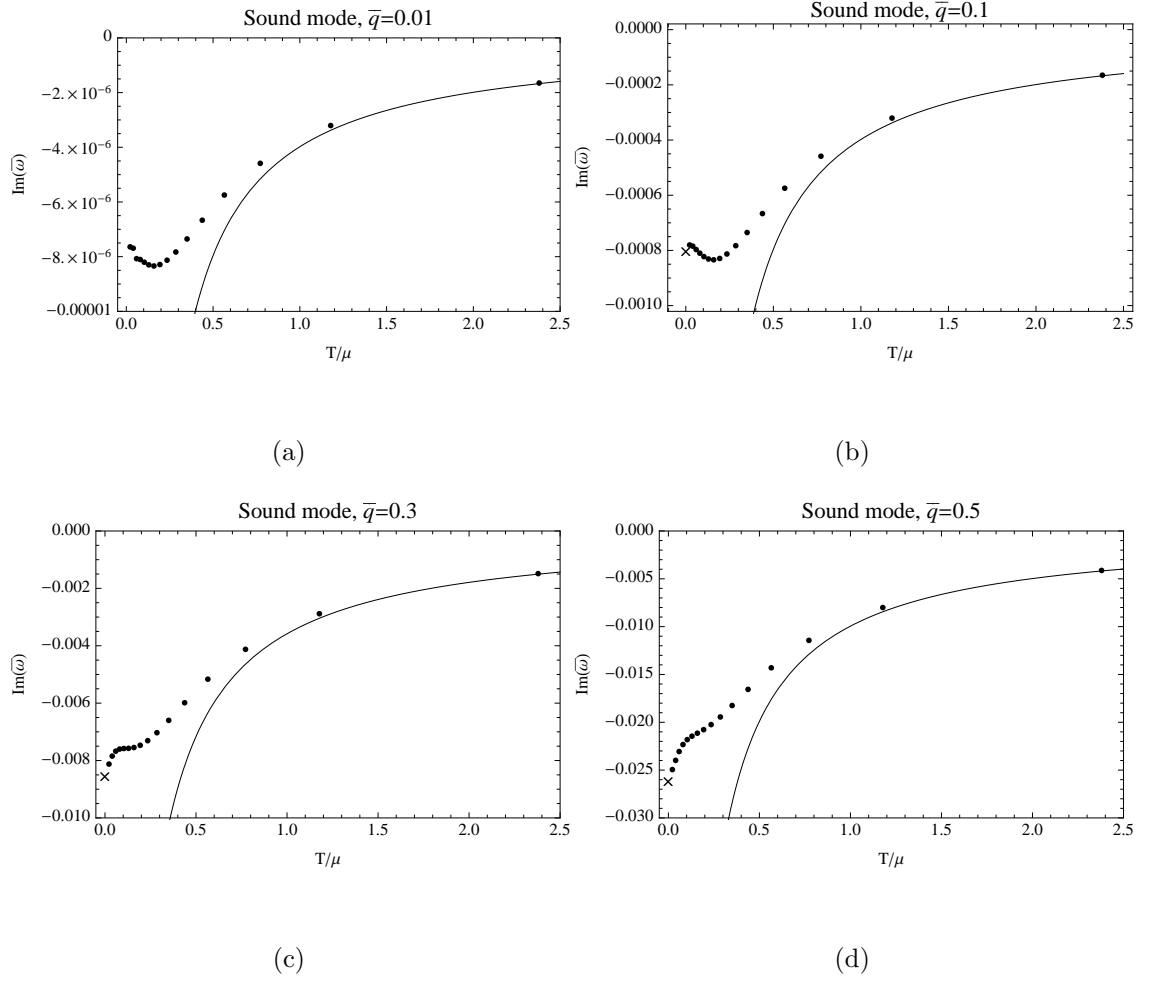 Sound mode, q̅=0.01
0
−2.×10⁻⁶
−4.×10⁻⁶
−6.×10⁻⁶
−8.×10⁻⁶
−0.00001
Im(ω̅)
0.0 0.5 1.0 1.5 2.0 2.5
T/μ
(a)
Sound mode, q̅=0.1
0.0000
−0.0002
−0.0004
−0.0006
−0.0008
−0.0010
Im(ω̅)
0.0 0.5 1.0 1.5 2.0 2.5
T/μ
(b)
Sound mode, q̅=0.3
0.000
−0.002
−0.004
−0.006
−0.008
−0.010
Im(ω̅)
0.0 0.5 1.0 1.5 2.0 2.5
T/μ
(c)
Sound mode, q̅=0.5
0.000
−0.005
−0.010
−0.015
−0.020
−0.025
−0.030
Im(ω̅)
0.0 0.5 1.0 1.5 2.0 2.5
T/μ
(d)